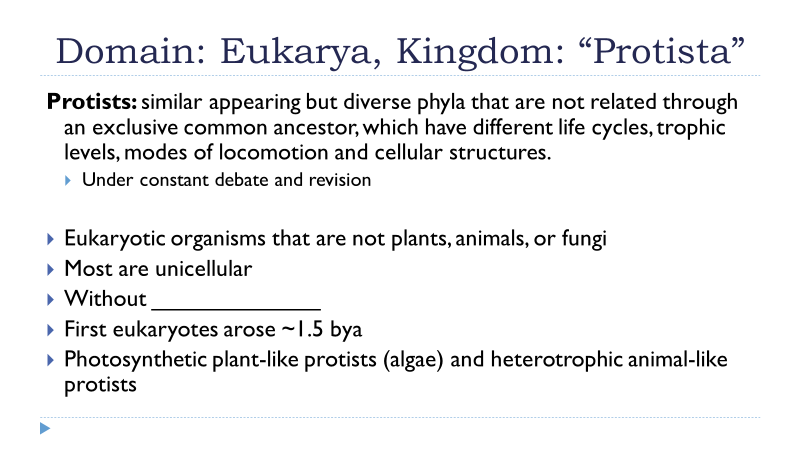 Domain: Eukarya, Kingdom: “Protista”
Protists: similar appearing but diverse phyla that are not related through
an exclusive common ancestor, which have different life cycles, trophic
levels, modes of locomotion and cellular structures.
Under constant debate and revision
Eukaryotic organisms that are not plants, animals, or fungi
Most are unicellular
Without _______________
First eukaryotes arose ~1.5 bya
Photosynthetic plant-like protists (algae) and heterotrophic animal-like
protists